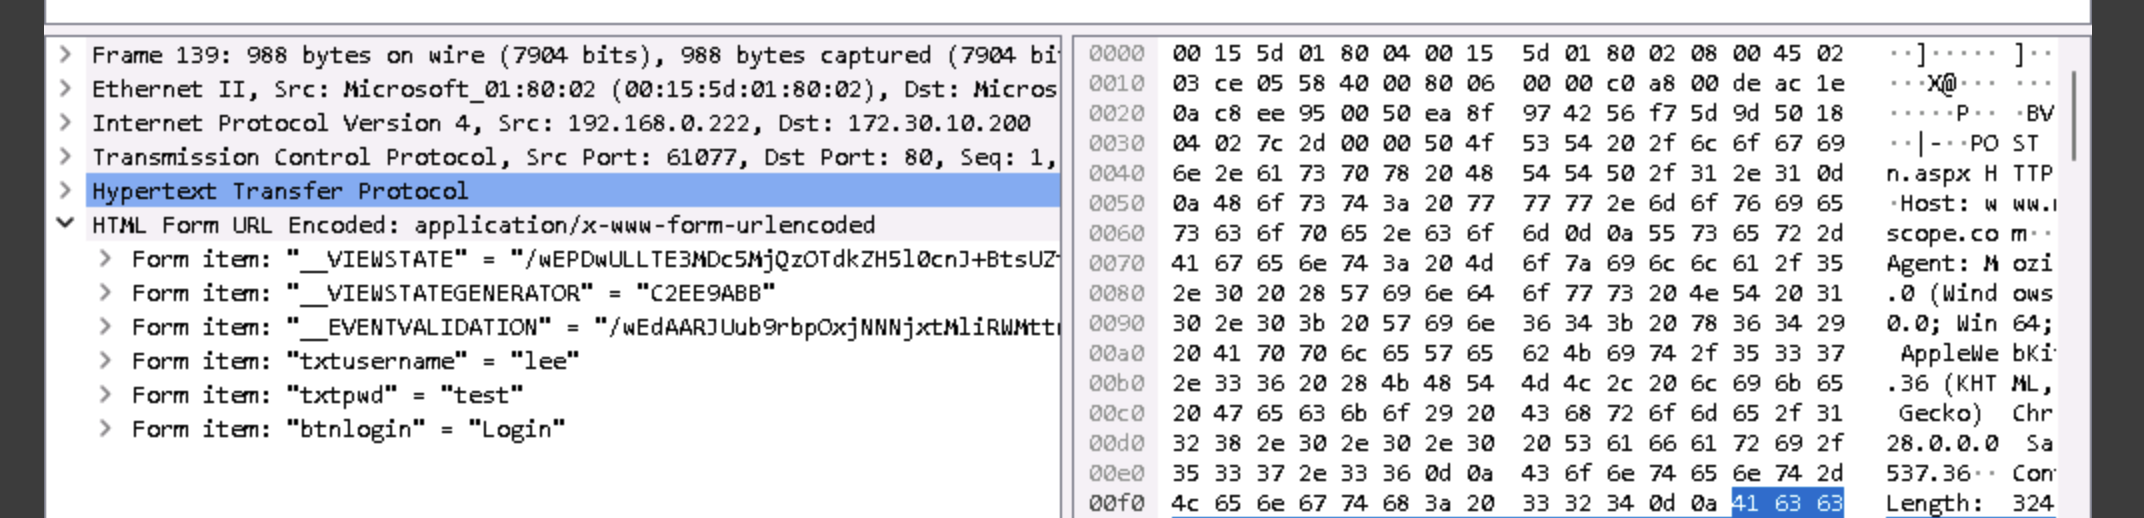 Frame 139: 988 bytes on wire (7904 bits), 988 bytes captured (7904 bi
Ethernet II, Src: Microsoft_01:80:02 (00:15:5d:01:80:02), Dst: Micros
Internet Protocol Version 4, Src: 192.168.0.222, Dst: 172.30.10.200
Transmission Control Protocol, Src Port: 61077, Dst Port: 80, Seq: 1,
Hypertext Transfer Protocol
HTML Form URL Encoded: application/x-www-form-urlencoded
Form item: "__VIEWSTATE" = "/wEPDwULLTE3MDc5MjQzOTdkZH5l0cnJ+BtsUZ
Form item: "__VIEWSTATEGENERATOR" = "C2EE9ABB"
Form item: "__EVENTVALIDATION" = "/wEdAARJUub9rbpOxjNNNjxtMliRWMtt
Form item: "txtusername" = "lee"
Form item: "txtpwd" = "test"
Form item: "btnlogin" = "Login"
0000 00 15 5d 01 80 04 00 15 5d 01 80 02 08 00 45 02 ··]····· ]··
0010 03 ce 05 58 40 00 80 06 00 00 c0 a8 00 de ac 1e ···X@··· ···
0020 0a c8 ee 95 00 50 ea 8f 97 42 56 f7 5d 9d 50 18 ·····P·· ·BV
0030 04 02 7c 2d 00 00 50 4f 53 54 20 2f 6c 6f 67 69 ··|-··PO ST
0040 6e 2e 61 73 70 78 20 48 54 54 50 2f 31 2e 31 0d n.aspx H TTP
0050 0a 48 6f 73 74 3a 20 77 77 77 2e 6d 6f 76 69 65 ·Host: w ww.
0060 73 63 6f 70 65 2e 63 6f 6d 0d 0a 55 73 65 72 2d scope.co m··
0070 41 67 65 6e 74 3a 20 4d 6f 7a 69 6c 6c 61 2f 35 Agent: M ozi
0080 2e 30 20 28 57 69 6e 64 6f 77 73 20 4e 54 20 31 .0 (Wind ows
0090 30 2e 30 3b 20 57 69 6e 36 34 3b 20 78 36 34 29 0.0; Win 64;
00a0 20 41 70 70 6c 65 57 65 62 4b 69 74 2f 35 33 37 AppleWe bKi
00b0 2e 33 36 20 28 4b 48 54 4d 4c 2c 20 6c 69 6b 65 .36 (KHT ML,
00c0 20 47 65 63 6b 6f 29 20 43 68 72 6f 6d 65 2f 31 Gecko) Chr
00d0 32 38 2e 30 2e 30 2e 30 20 53 61 66 61 72 69 2f 28.0.0.0 Sa
00e0 35 33 37 2e 33 36 0d 0a 43 6f 6e 74 65 6e 74 2d 537.36·· Con
00f0 4c 65 6e 67 74 68 3a 20 33 32 34 0d 0a 41 63 63 Length: 324